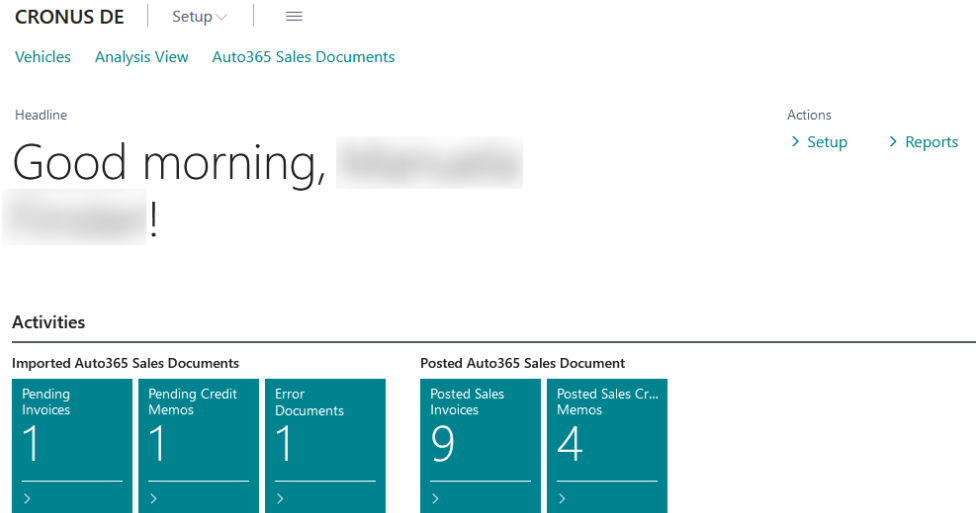 CRONUS DE
Setup
Vehicles Analysis View Auto365 Sales Documents
Headline
Good morning,
!
Actions
> Setup > Reports
Activities
Imported Auto365 Sales Documents
Pending
Invoices
1
Pending Credit
Memos
1
Error
Documents
1
Posted Auto365 Sales Document
Posted Sales
Invoices
9
Posted Sales Cr...
Memos
4